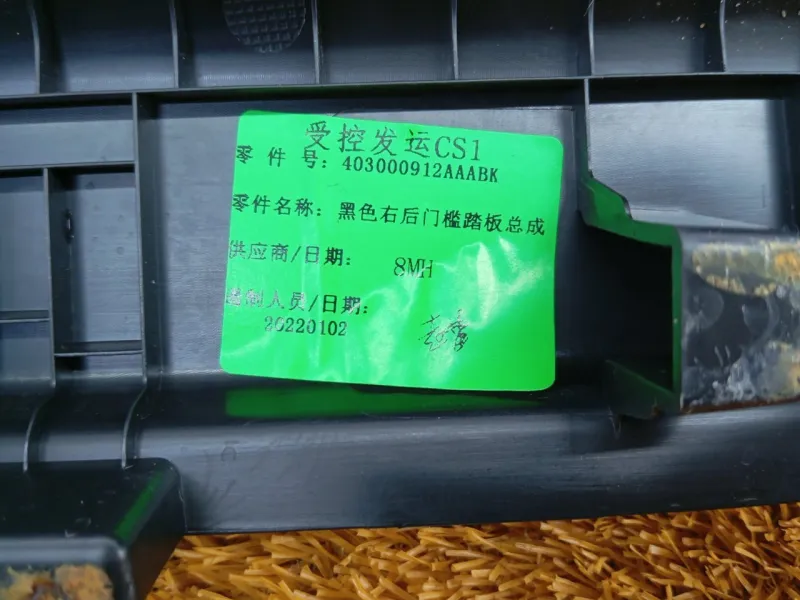 受控发运CS1
零件号：403000912AAABK
零件名称：黑色右后门槛踏板总成
供应商/日期： 8MH
制人员/日期：
20220102